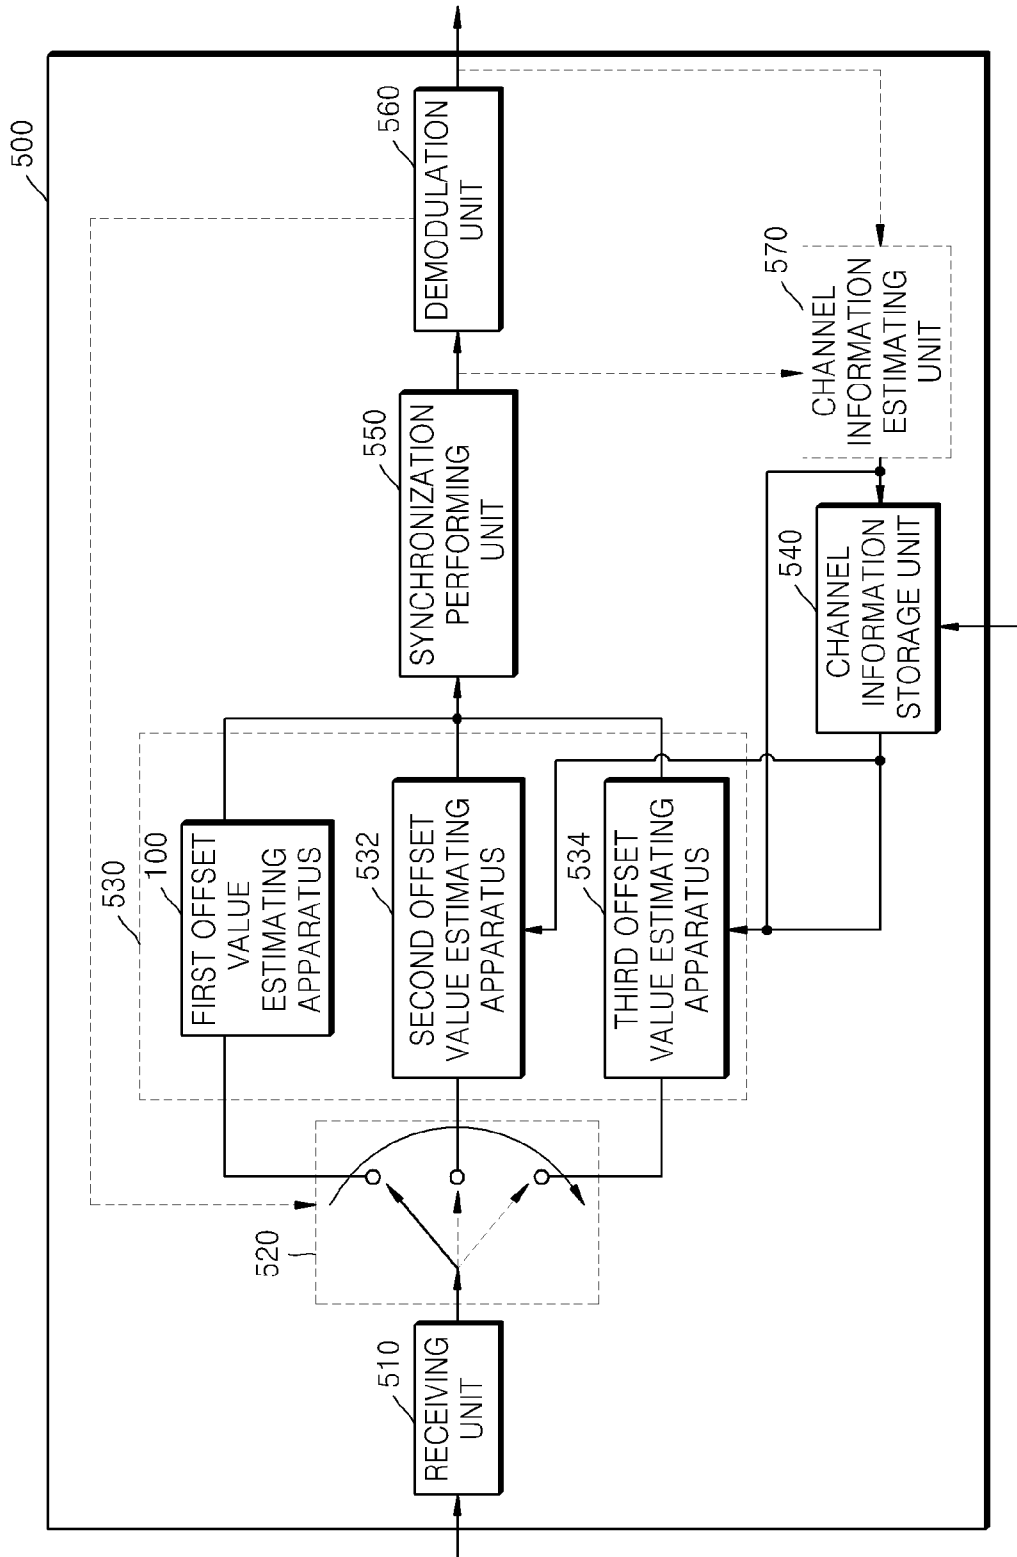 500
510
RECEIVING
UNIT
520
530
100
FIRST OFFSET
VALUE
ESTIMATING
APPARATUS
532
SECOND OFFSET
VALUE ESTIMATING
APPARATUS
534
THIRD OFFSET
VALUE ESTIMATING
APPARATUS
550
SYNCHRONIZATION
PERFORMING
UNIT
560
DEMODULATION
UNIT
540
CHANNEL
INFORMATION
STORAGE UNIT
570
CHANNEL
INFORMATION
ESTIMATING
UNIT